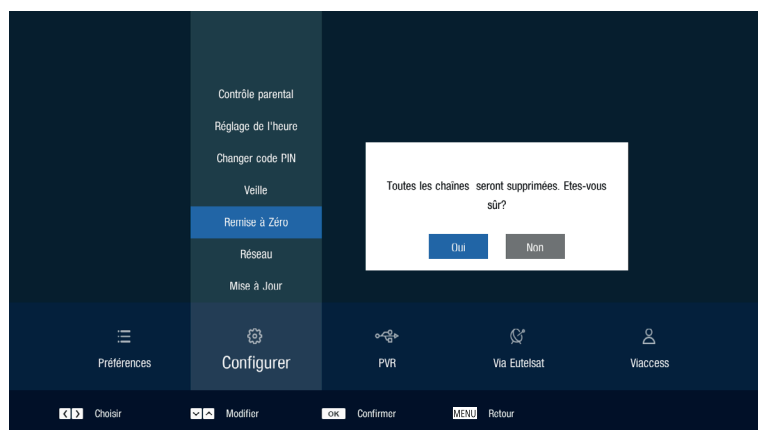 Contrôle parental
Réglage de l'heure
Changer code PIN
Veille
Remise à Zéro
Réseau
Mise à Jour
Toutes les chaînes seront supprimées. Etes-vous
sûr?
Oui Non
Préférences Configurer PVR Via Eutelsat Viaccess
Choisir Modifier OK Confirmer MENU Retour